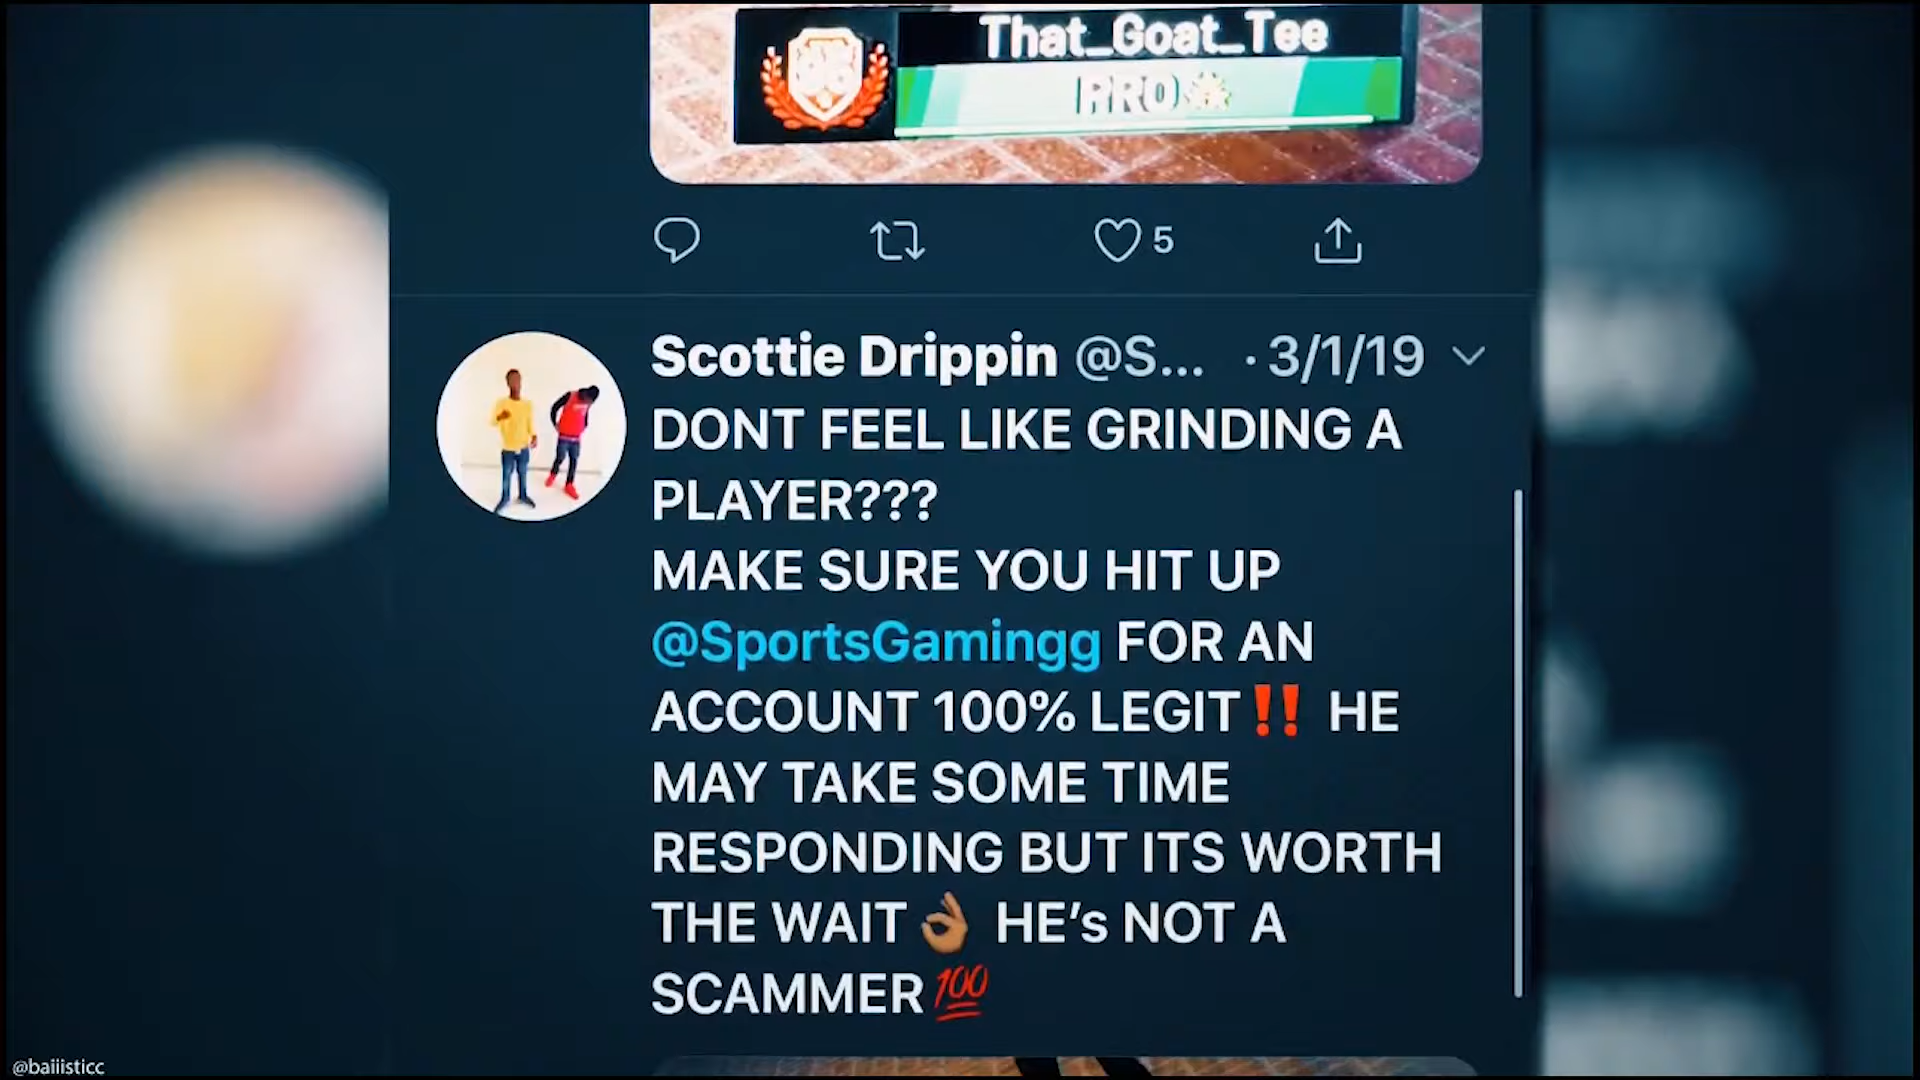 That_Goat_Tee
PRO
5
Scottie Drippin @S... · 3/1/19
DONT FEEL LIKE GRINDING A
PLAYER???
MAKE SURE YOU HIT UP
@SportsGamingg FOR AN
ACCOUNT 100% LEGIT‼️ HE
MAY TAKE SOME TIME
RESPONDING BUT ITS WORTH
THE WAIT👌🏽 HE’s NOT A
SCAMMER💯
@baiiisticc